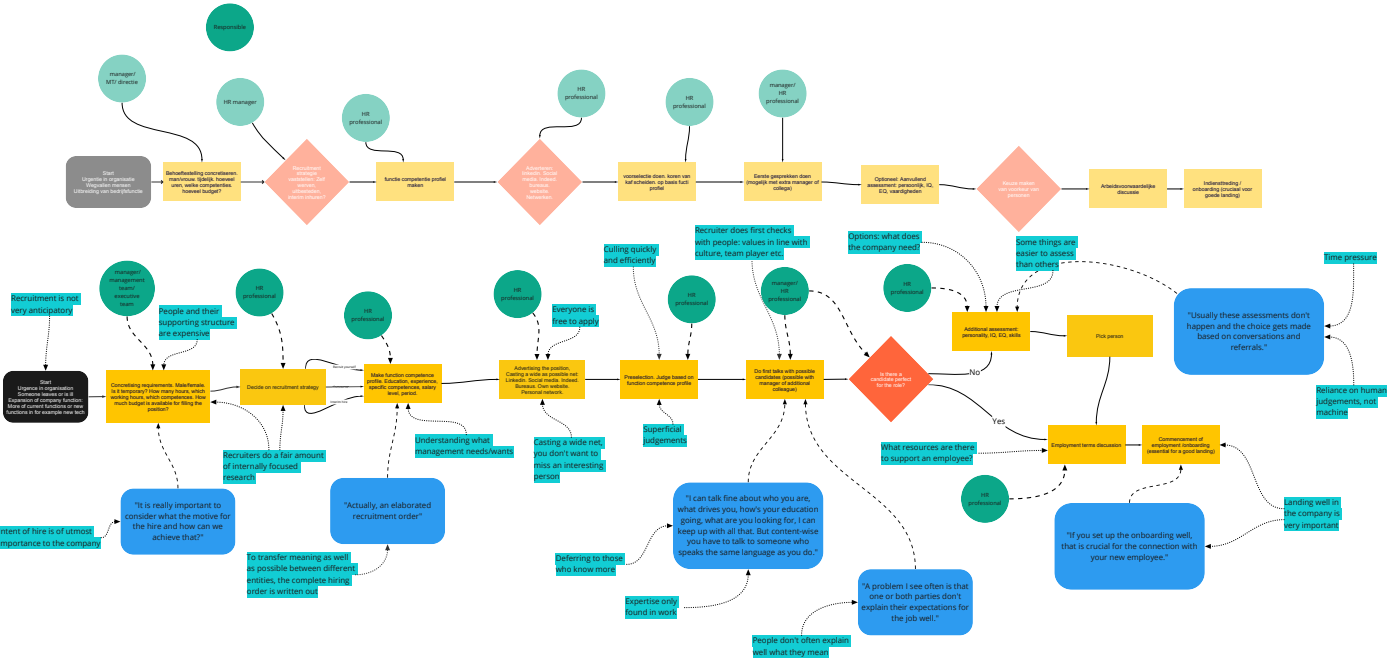 Responsible
manager/
MT/ directie
HR manager
HR
professional
HR
professional
HR
professional
manager/
HR
professional
Start
Urgentie in organisatie
Wegvallen mensen
Uitbreiding van bedrijfsfunctie
Behoeftestelling concretiseren.
man/vrouw. tijdelijk. hoeveel
uren, welke competenties.
hoeveel budget?
Recruitment
strategie
functie competentie profiel
maken
Adverteren.
linkedin. Social
media. Indeed.
bureaus.
website.
Netwerken.
voorselectie doen. koren van
kaf scheiden. op basis fucti
profiel
Eerste gesprekken doen
(mogelijk met extra manager of
collega)
Optioneel: Aanvullend
assessment: persoonlijk, IQ,
EQ, vaardigheden
Keuze maken
Arbeidsvoorwaardelijke
discussie
Indiensttreding /
onboarding (cruciaal voor
goede landing)
Recruiter does first checks
with people: values in line with
culture, team player etc.
Options: what does
the company need?
Some things are
easier to assess
than others
Culling quickly
and efficiently
Time pressure
manager/
management
team/
executive
team
HR
professional
HR
professional
HR
professional
HR
professional
manager/
HR
professional
HR
professional
Recruitment is not
very anticipatory
People and their
supporting structure
are expensive
Everyone is
free to apply
"Usually these assessments don't
happen and the choice gets made
based on conversations and
referrals."
Additional assessment:
personality, IQ, EQ, skills
Pick person
Start
Urgence in organisation
Someone leaves or is ill
Expansion of company function:
More of current functions or new
functions in for example new tech
Concretising requirements. Male/female.
Is it temporary? How many hours, which
working hours, which competences. How
much budget is available for filling the
position?
Decide on recruitment strategy
Recruit yourself
Make function competence
profile. Education, experience,
specific competences, salary
level, period.
Advertising the position,
Casting a wide as possible net:
Linkedin. Social media. Indeed.
Bureaus. Own website.
Personal network.
Preselection. Judge based on
function competence profile
Do first talks with possible
candidates (possible with
manager of additional
colleague)
Is there a
candidate perfect
for the role?
No
Yes
Reliance on human
judgements, not
machine
Employment terms discussion
Commencement of
employment /onboarding
(essential for a good landing)
Superficial
judgements
Understanding what
management needs/wants
Casting a wide net,
you don't want to
miss an interesting
person
What resources are there
to support an employee?
Recruiters do a fair amount
of internally focused
research
HR
professional
"It is really important to
consider what the motive for
the hire and how can we
achieve that?"
"Actually, an elaborated
recruitment order"
"I can talk fine about who you are,
what drives you, how's your education
going, what are you looking for, I can
keep up with all that. But content-wise
you have to talk to someone who
speaks the same language as you do."
"If you set up the onboarding well,
that is crucial for the connection with
your new employee."
Landing well in
the company is
very important
ntent of hire is of utmost
mportance to the company
To transfer meaning as well
as possible between different
entities, the complete hiring
order is written out
Deferring to those
who know more
Expertise only
found in work
"A problem I see often is that
one or both parties don't
explain their expectations for
the job well."
People don't often explain
well what they mean